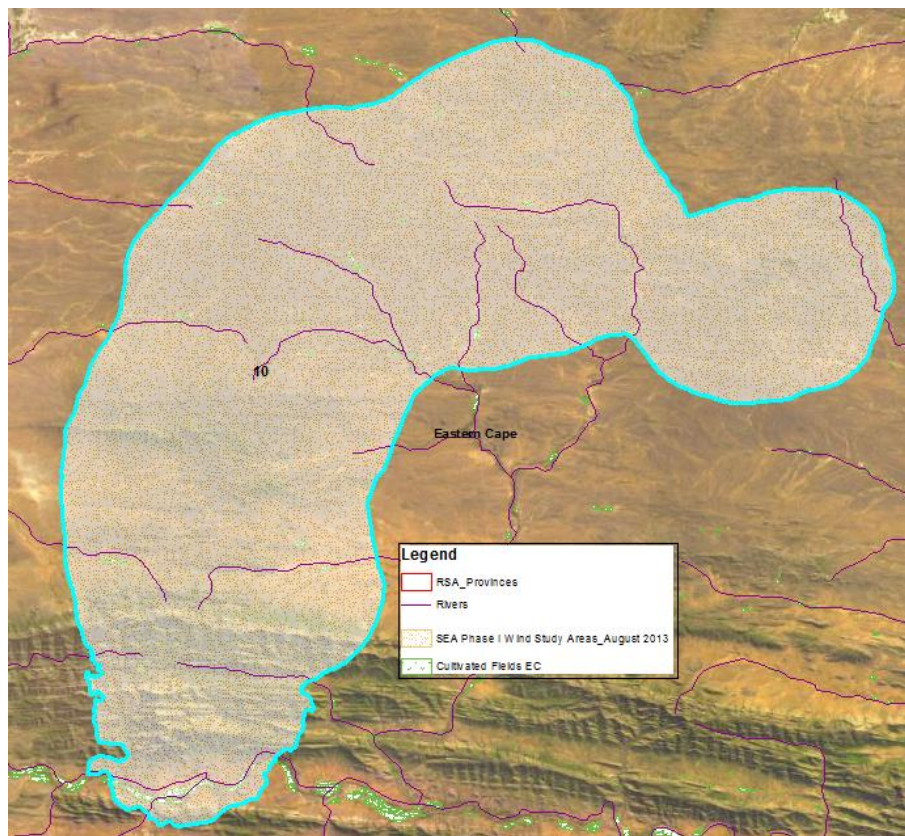 10
Eastern Cape
Legend
RSA_Provinces
Rivers
SEA Phase I Wind Study Areas_August 2013
Cultivated Fields EC